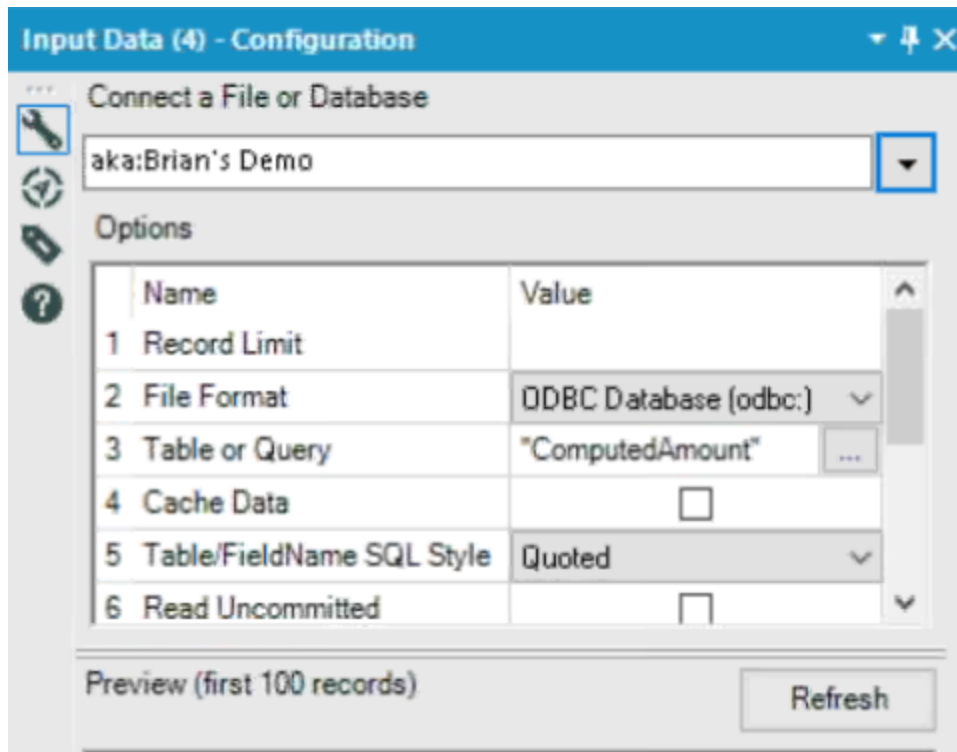 Input Data (4) - Configuration
Connect a File or Database
aka:Brian's Demo
Options
Name Value
1 Record Limit
2 File Format ODBC Database (odbc:)
3 Table or Query "ComputedAmount" ...
4 Cache Data
5 Table/FieldName SQL Style Quoted
6 Read Uncommitted
Preview (first 100 records) Refresh